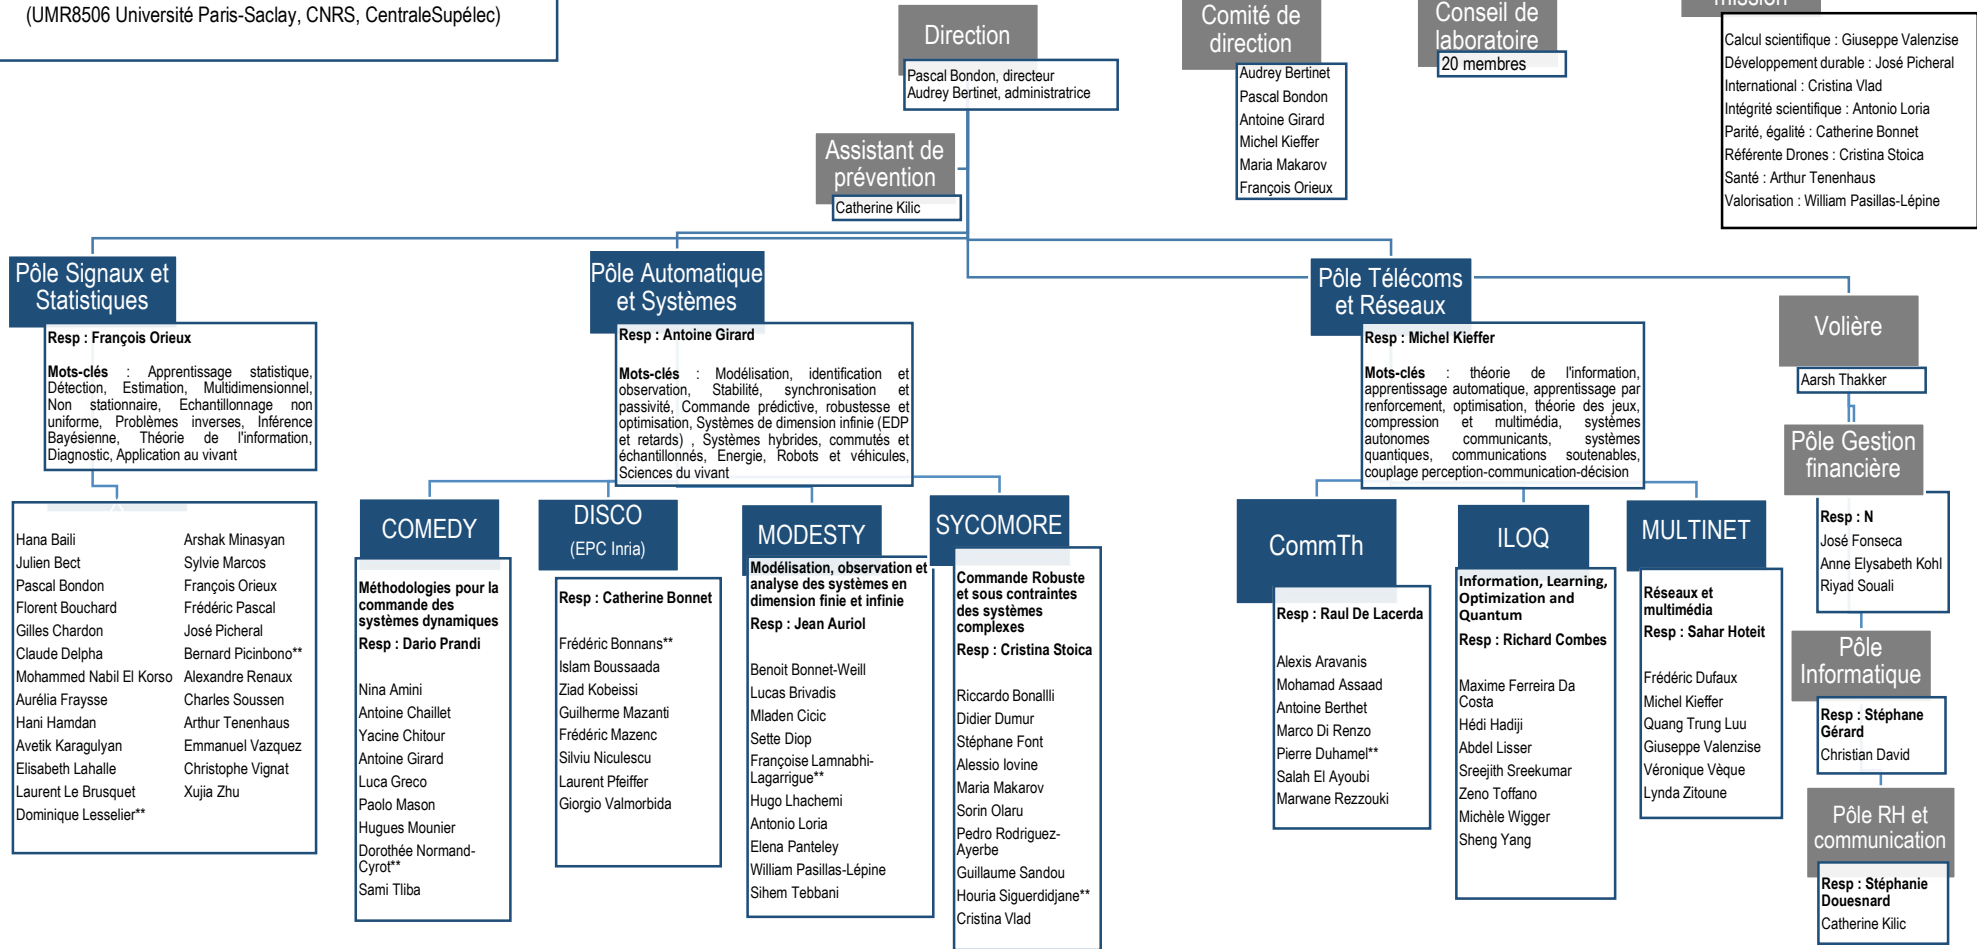 (UMR8506 Université Paris-Saclay, CNRS, CentraleSupélec)
Direction
Pascal Bondon, directeur
Audrey Bertinet, administratrice
Comité de
direction
Audrey Bertinet
Pascal Bondon
Antoine Girard
Michel Kieffer
Maria Makarov
François Orieux
Conseil de
laboratoire
20 membres
mission
Calcul scientifique : Giuseppe Valenzise
Développement durable : José Picheral
International : Cristina Vlad
Intégrité scientifique : Antonio Loria
Parité, égalité : Catherine Bonnet
Référente Drones : Cristina Stoica
Santé : Arthur Tenenhaus
Valorisation : William Pasillas-Lépine
Assistant de
prévention
Catherine Kilic
Pôle Signaux et
Statistiques
Resp : François Orieux
Mots-clés : Apprentissage statistique,
Détection, Estimation, Multidimensionnel,
Non stationnaire, Echantillonnage non
uniforme, Problèmes inverses, Inférence
Bayésienne, Théorie de l'information,
Diagnostic, Application au vivant
Hana Baili
Julien Bect
Pascal Bondon
Florent Bouchard
Gilles Chardon
Claude Delpha
Mohammed Nabil El Korso
Aurélia Fraysse
Hani Hamdan
Avetik Karagulyan
Elisabeth Lahalle
Laurent Le Brusquet
Dominique Lesselier**
Arshak Minasyan
Sylvie Marcos
François Orieux
Frédéric Pascal
José Picheral
Bernard Picinbono**
Alexandre Renaux
Charles Soussen
Arthur Tenenhaus
Emmanuel Vazquez
Christophe Vignat
Xujia Zhu
Pôle Automatique
et Systèmes
Resp : Antoine Girard
Mots-clés : Modélisation, identification et
observation, Stabilité, synchronisation et
passivité, Commande prédictive, robustesse et
optimisation, Systèmes de dimension infinie (EDP
et retards) , Systèmes hybrides, commutés et
échantillonnés, Energie, Robots et véhicules,
Sciences du vivant
COMEDY
Méthodologies pour la
commande des
systèmes dynamiques
Resp : Dario Prandi
Nina Amini
Antoine Chaillet
Yacine Chitour
Antoine Girard
Luca Greco
Paolo Mason
Hugues Mounier
Dorothée Normand-
Cyrot**
Sami Tliba
DISCO
(EPC Inria)
Resp : Catherine Bonnet
Frédéric Bonnans**
Islam Boussaada
Ziad Kobeissi
Guilherme Mazanti
Frédéric Mazenc
Silviu Niculescu
Laurent Pfeiffer
Giorgio Valmorbida
MODESTY
Modélisation, observation et
analyse des systèmes en
dimension finie et infinie
Resp : Jean Auriol
Benoit Bonnet-Weill
Lucas Brivadis
Mladen Cicic
Sette Diop
Françoise Lamnabhi-
Lagarrigue**
Hugo Lhachemi
Antonio Loria
Elena Panteley
William Pasillas-Lépine
Sihem Tebbani
SYCOMORE
Commande Robuste
et sous contraintes
des systèmes
complexes
Resp : Cristina Stoica
Riccardo Bonallli
Didier Dumur
Stéphane Font
Alessio Iovine
Maria Makarov
Sorin Olaru
Pedro Rodriguez-
Ayerbe
Guillaume Sandou
Houria Siguerdidjane**
Cristina Vlad
Pôle Télécoms
et Réseaux
Resp : Michel Kieffer
Mots-clés : théorie de l'information,
apprentissage automatique, apprentissage par
renforcement, optimisation, théorie des jeux,
compression et multimédia, systèmes
autonomes communicants, systèmes
quantiques, communications soutenables,
couplage perception-communication-décision
CommTh
Resp : Raul De Lacerda
Alexis Aravanis
Mohamad Assaad
Antoine Berthet
Marco Di Renzo
Pierre Duhamel**
Salah El Ayoubi
Marwane Rezzouki
ILOQ
Information, Learning,
Optimization and
Quantum
Resp : Richard Combes
Maxime Ferreira Da
Costa
Hédi Hadiji
Abdel Lisser
Sreejith Sreekumar
Zeno Toffano
Michèle Wigger
Sheng Yang
MULTINET
Réseaux et
multimédia
Resp : Sahar Hoteit
Frédéric Dufaux
Michel Kieffer
Quang Trung Luu
Giuseppe Valenzise
Véronique Vèque
Lynda Zitoune
Volière
Aarsh Thakker
Pôle Gestion
financière
Resp : N
José Fonseca
Anne Elysabeth Kohl
Riyad Souali
Pôle
Informatique
Resp : Stéphane
Gérard
Christian David
Pôle RH et
communication
Resp : Stéphanie
Douesnard
Catherine Kilic